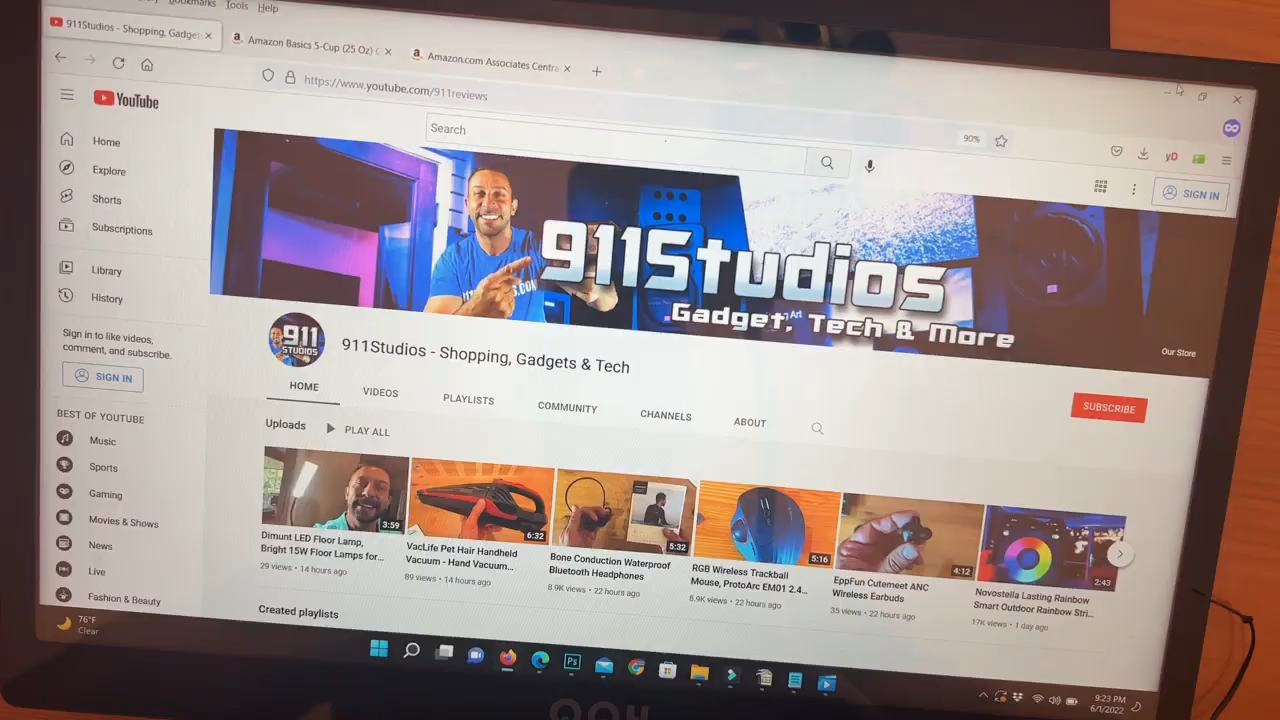 Bookmarks Tools Help
911Studios - Shopping, Gadgets
Amazon Basics 5-Cup (25 Oz)
Amazon.com Associates Centra
https://www.youtube.com/911reviews
90%
YouTube
Search
SIGN IN
Home
Explore
Shorts
Subscriptions
Library
History
Sign in to like videos,
comment, and subscribe.
SIGN IN
BEST OF YOUTUBE
Music
Sports
Gaming
Movies & Shows
News
Live
Fashion & Beauty
911Studios
Gadget, Tech & More
Our Store
911
STUDIOS
911Studios - Shopping, Gadgets & Tech
SUBSCRIBE
HOME
VIDEOS
PLAYLISTS
COMMUNITY
CHANNELS
ABOUT
Uploads
PLAY ALL
3:59
Dimunt LED Floor Lamp,
Bright 15W Floor Lamps for...
29 views • 14 hours ago
6:32
VacLife Pet Hair Handheld
Vacuum - Hand Vacuum...
89 views • 14 hours ago
5:32
Bone Conduction Waterproof
Bluetooth Headphones
8.9K views • 22 hours ago
5:16
RGB Wireless Trackball
Mouse, ProtoArc EM01 2.4...
8.9K views • 22 hours ago
4:12
EppFun Cutemeet ANC
Wireless Earbuds
35 views • 22 hours ago
2:43
Novostella Lasting Rainbow
Smart Outdoor Rainbow Stri...
17K views • 1 day ago
Created playlists
76°F
Clear
Ps
9:23 PM
6/1/2022